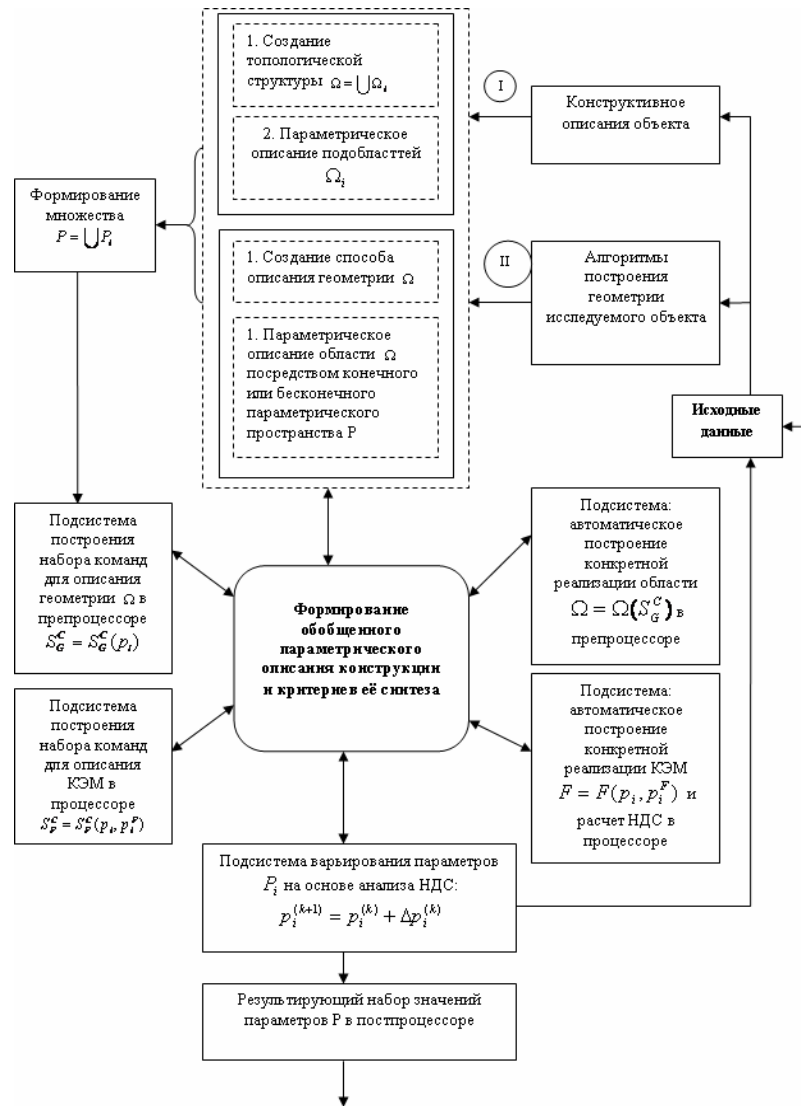 1. Создание
топологической
структуры Ω = ⋃Ω_i
2. Параметрическое
описание подобласттей
Ω_i
I
Конструктивное
описания объекта
Формирование
множества
P = ⋃P_i
1. Создание способа
описания геометрии Ω
1. Параметрическое
описание области Ω
посредством конечного
или бесконечного
параметрического
пространства P
II
Алгоритмы
построения
геометрии
исследуемого объекта
Исходные
данные
Подсистема
построения
набора команд
для описания
геометрии Ω в
препроцессоре
S_G^C = S_G^C(p_i)
Формирование
обобщенного
параметрического
описания конструкции
и критериев её синтеза
Подсистема:
автоматическое
построение
конкретной
реализации области
Ω = Ω(S_G^C) в
препроцессоре
Подсистема
построения
набора команд
для описания
КЭМ в
процессоре
S_F^C = S_F^C(p_i, p_i^F)
Подсистема:
автоматическое
построение
конкретной
реализации КЭМ
F = F(p_i, p_i^F) и
расчет НДС в
процессоре
Подсистема варьирования параметров
P_i на основе анализа НДС:
p_i^(k+1) = p_i^(k) + Δp_i^(k)
Результирующий набор значений
параметров P в постпроцессоре